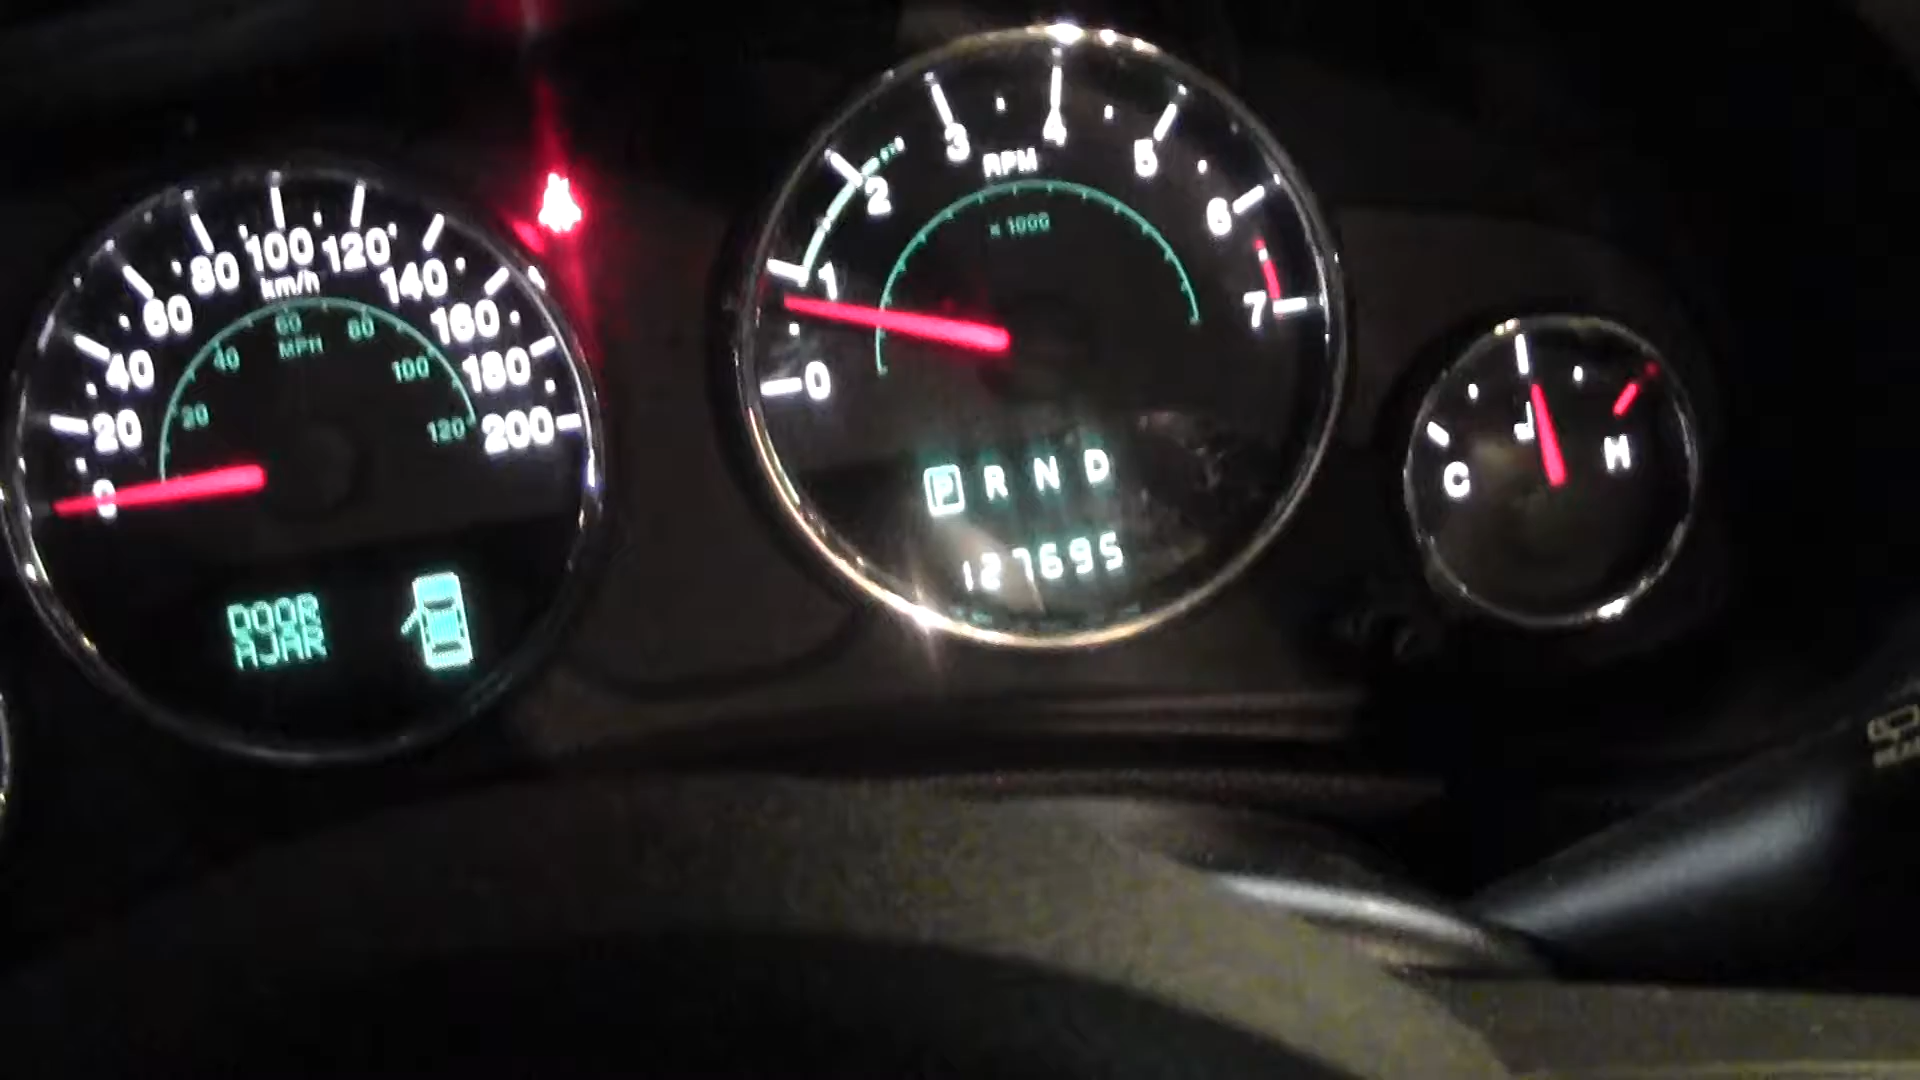 0 20 40 60 80 100 120 140 160 180 200
km/h
20 40 60 80 100 120
MPH
DOOR
AJAR
0 1 2 3 4 5 6 7
RPM
x 1000
P R N D
127695
C H